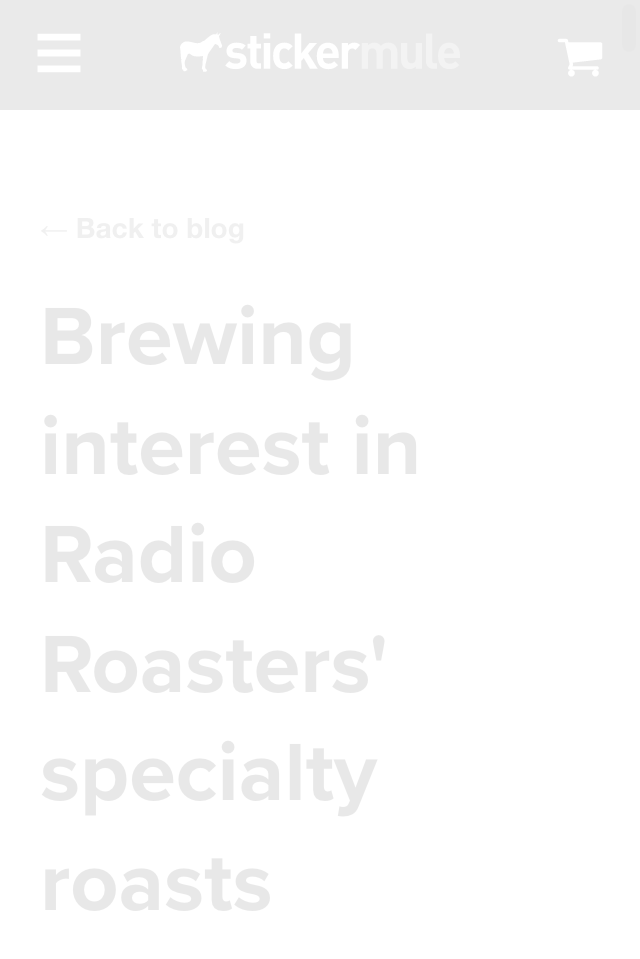 stickermule
← Back to blog
Brewing
interest in
Radio
Roasters'
specialty
roasts